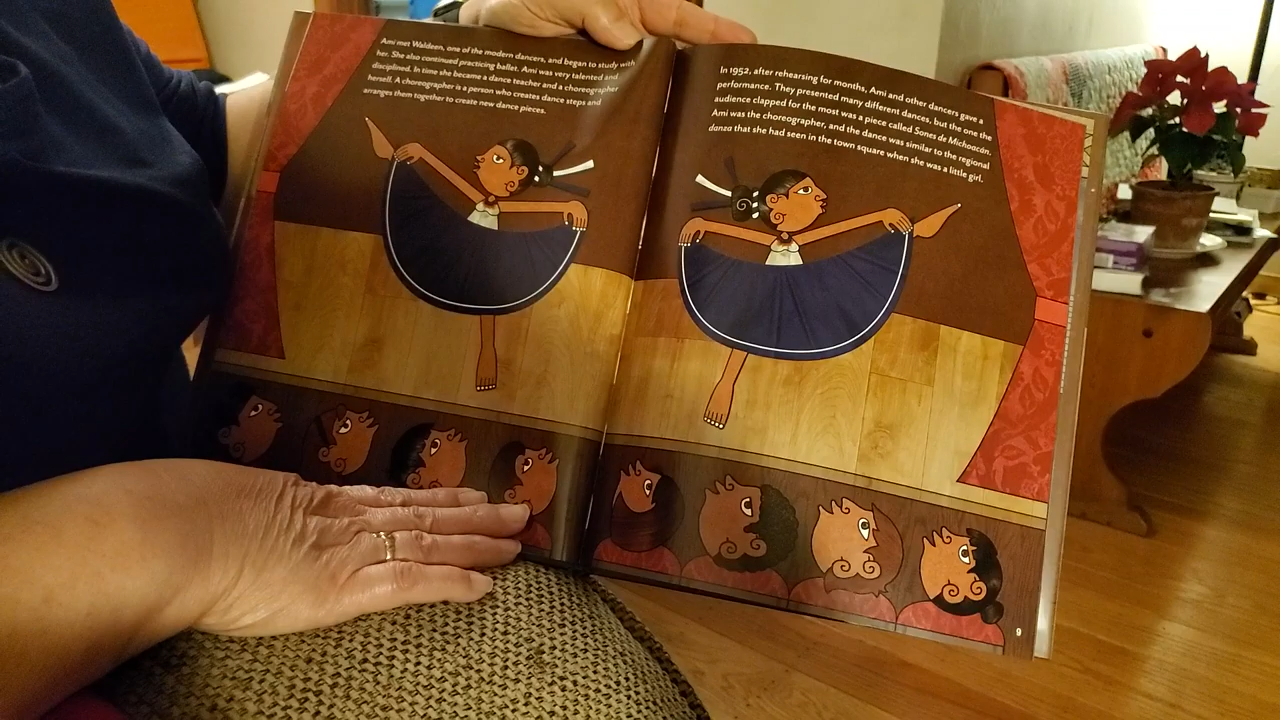 Ami met Waldeen, one of the modern dancers, and began to study with
her. She also continued practicing ballet. Ami was very talented and
disciplined. In time she became a dance teacher and a choreographer
herself. A choreographer is a person who creates dance steps and
arranges them together to create new dance pieces.
In 1952, after rehearsing for months, Ami and other dancers gave a
performance. They presented many different dances, but the one the
audience clapped for the most was a piece called Sones de Michoacán.
Ami was the choreographer, and the dance was similar to the regional
danza that she had seen in the town square when she was a little girl.
9